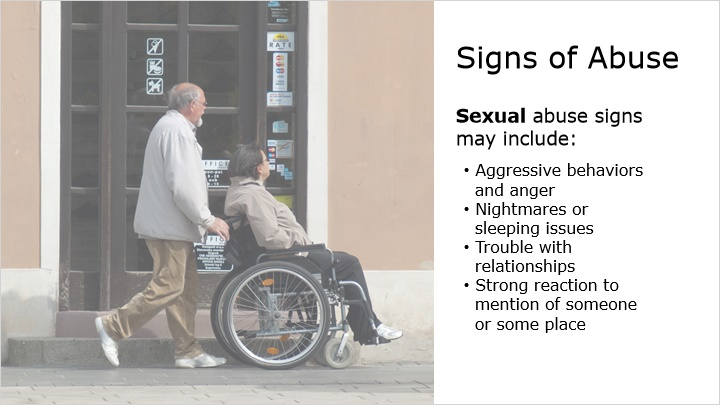 Signs of Abuse
Sexual abuse signs
may include:
• Aggressive behaviors
and anger
• Nightmares or
sleeping issues
• Trouble with
relationships
• Strong reaction to
mention of someone
or some place
RATE